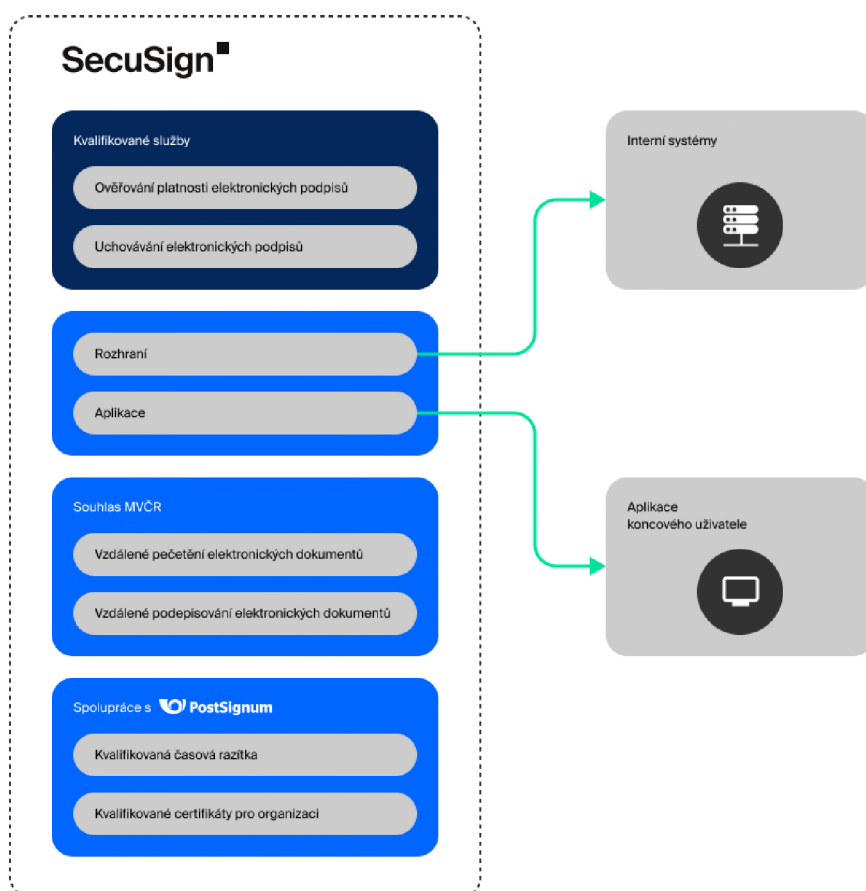 SecuSign
Kvalifikované služby
Ověřování platnosti elektronických podpisů
Uchovávání elektronických podpisů
Rozhraní
Aplikace
Souhlas MVČR
Vzdálené pečetění elektronických dokumentů
Vzdálené podepisování elektronických dokumentů
Spolupráce s PostSignum
Kvalifikovaná časová razítka
Kvalifikované certifikáty pro organizaci
Interní systémy
Aplikace
koncového uživatele